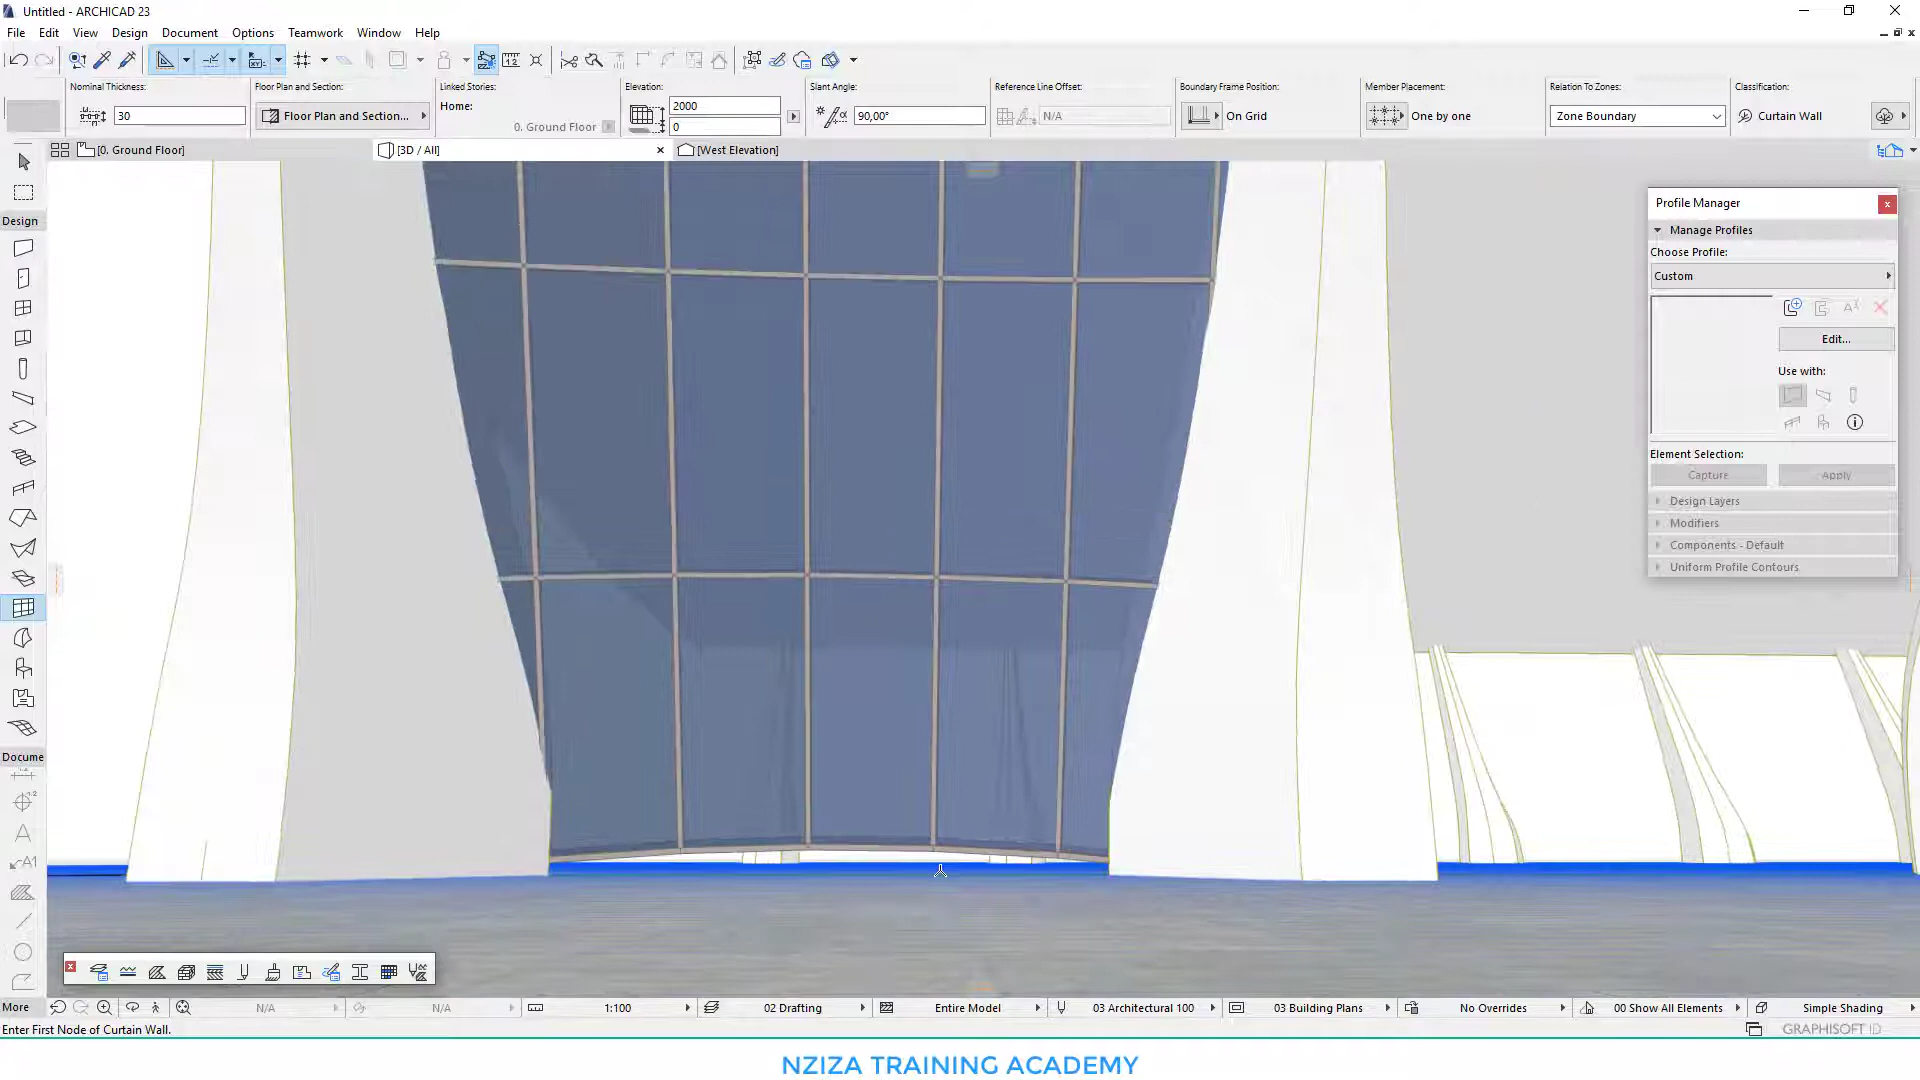 Untitled - ARCHICAD 23
File Edit View Design Document Options Teamwork Window Help
Nominal Thickness:
30
Floor Plan and Section:
Floor Plan and Section...
Linked Stories:
Home:
0. Ground Floor
Elevation:
2000
0
Slant Angle:
90,00°
Reference Line Offset:
N/A
Boundary Frame Position:
On Grid
Member Placement:
One by one
Relation To Zones:
Zone Boundary
Classification:
Curtain Wall
[0. Ground Floor]
[3D / All]
[West Elevation]
Design
Docume
More
Profile Manager
Manage Profiles
Choose Profile:
Custom
Edit...
Use with:
Element Selection:
Capture
Apply
Design Layers
Modifiers
Components - Default
Uniform Profile Contours
N/A
N/A
1:100
02 Drafting
Entire Model
03 Architectural 100
03 Building Plans
No Overrides
00 Show All Elements
Simple Shading
Enter First Node of Curtain Wall.
GRAPHISOFT ID
NZIZA TRAINING ACADEMY